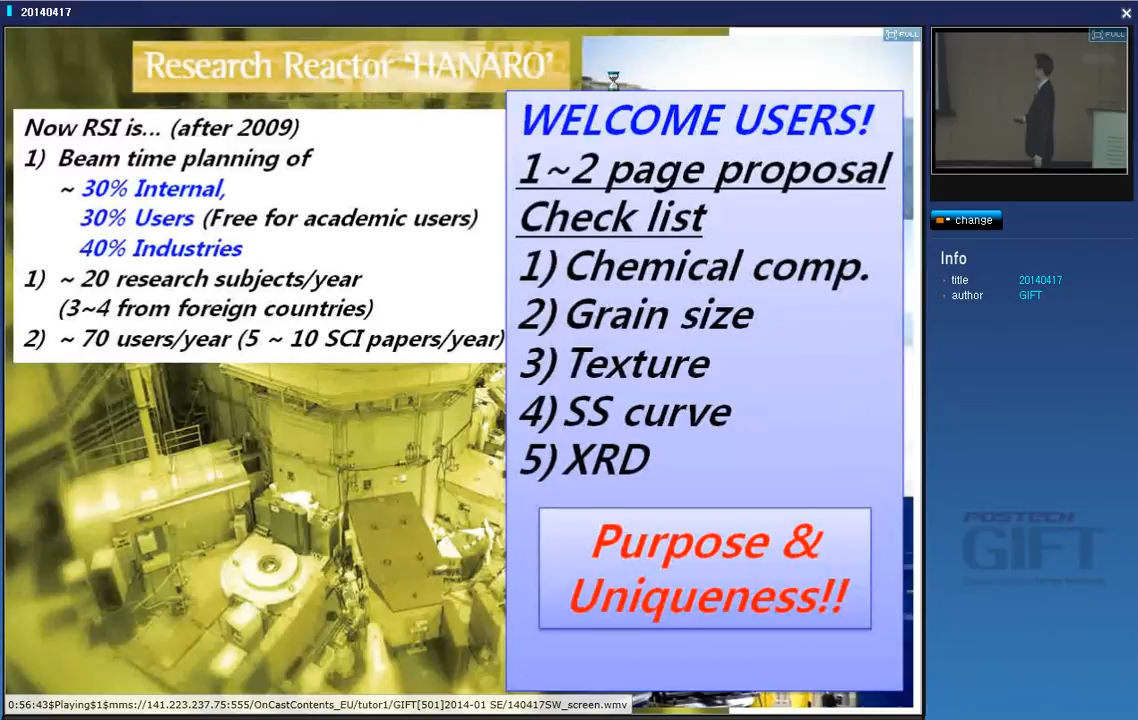 20140417
Research Reactor 'HANARO'
FULL
Now RSI is... (after 2009)
1) Beam time planning of
~ 30% Internal,
30% Users (Free for academic users)
40% Industries
1) ~ 20 research subjects/year
(3~4 from foreign countries)
2) ~ 70 users/year (5 ~ 10 SCI papers/year)
WELCOME USERS!
1~2 page proposal
Check list
1) Chemical comp.
2) Grain size
3) Texture
4) SS curve
5) XRD
Purpose &
Uniqueness!!
0:56:43$Playing$1$mms://141.223.237.75:555/OnCastContents_EU/tutor1/GIFT[501]2014-01 SE/140417SW_screen.wmv
FULL
change
Info
title 20140417
author GIFT
POSTECH
GIFT